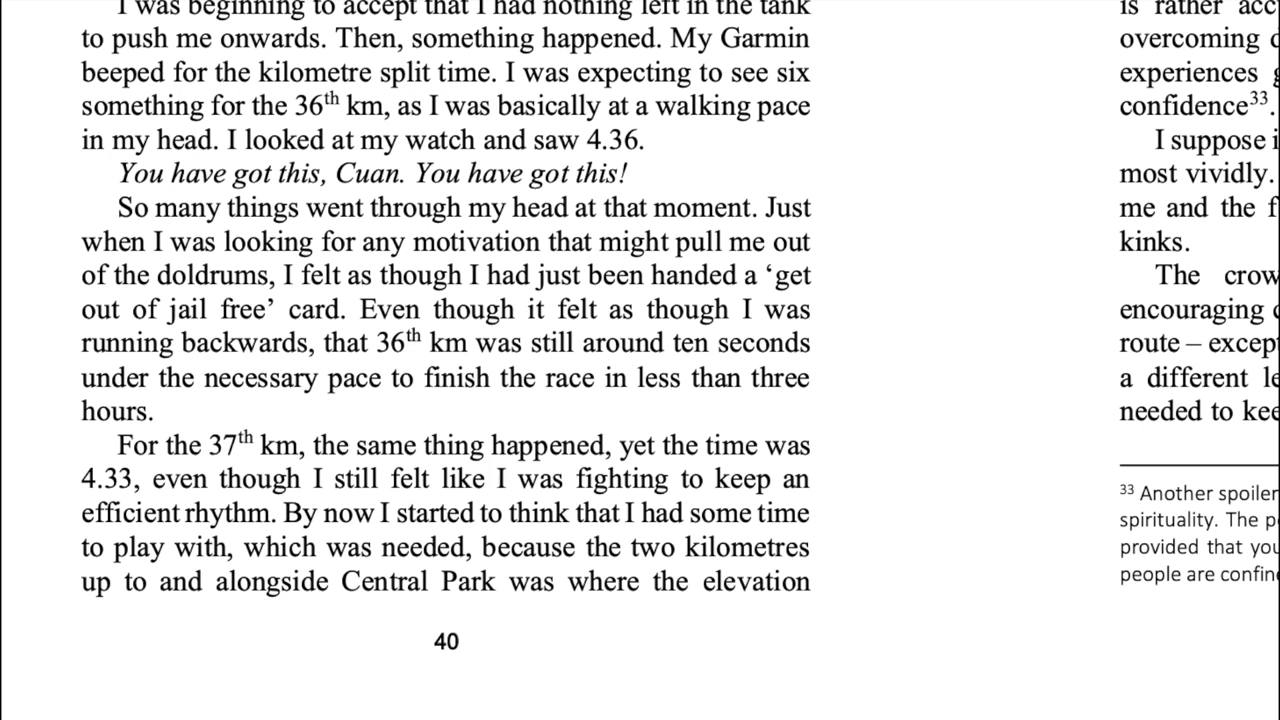 I was beginning to accept that I had nothing left in the tank
to push me onwards. Then, something happened. My Garmin
beeped for the kilometre split time. I was expecting to see six
something for the 36th km, as I was basically at a walking pace
in my head. I looked at my watch and saw 4.36.
You have got this, Cuan. You have got this!
So many things went through my head at that moment. Just
when I was looking for any motivation that might pull me out
of the doldrums, I felt as though I had just been handed a ‘get
out of jail free’ card. Even though it felt as though I was
running backwards, that 36th km was still around ten seconds
under the necessary pace to finish the race in less than three
hours.
For the 37th km, the same thing happened, yet the time was
4.33, even though I still felt like I was fighting to keep an
efficient rhythm. By now I started to think that I had some time
to play with, which was needed, because the two kilometres
up to and alongside Central Park was where the elevation
40
is rather
overcoming
experiences
confidence33.
I suppose
most vividly.
me and the
kinks.
The
encouraging
route –
a different
needed to
33 Another spoiler
spirituality. The
provided that
people are